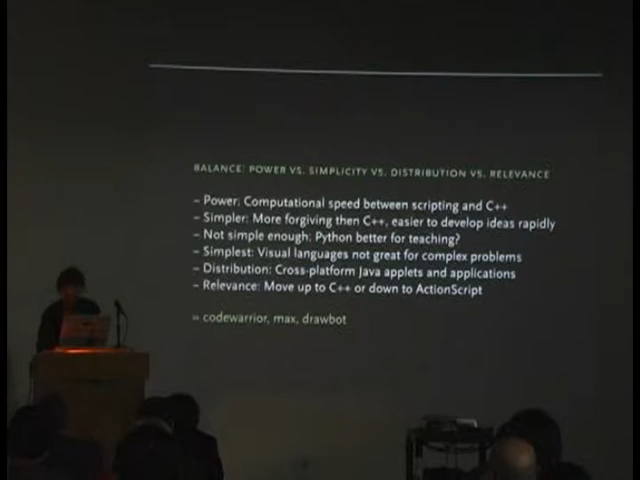 BALANCE: POWER VS. SIMPLICITY VS. DISTRIBUTION VS. RELEVANCE
– Power: Computational speed between scripting and C++
– Simpler: More forgiving then C++, easier to develop ideas rapidly
– Not simple enough: Python better for teaching?
– Simplest: Visual languages not great for complex problems
– Distribution: Cross-platform Java applets and applications
– Relevance: Move up to C++ or down to ActionScript
= codewarrior, max, drawbot